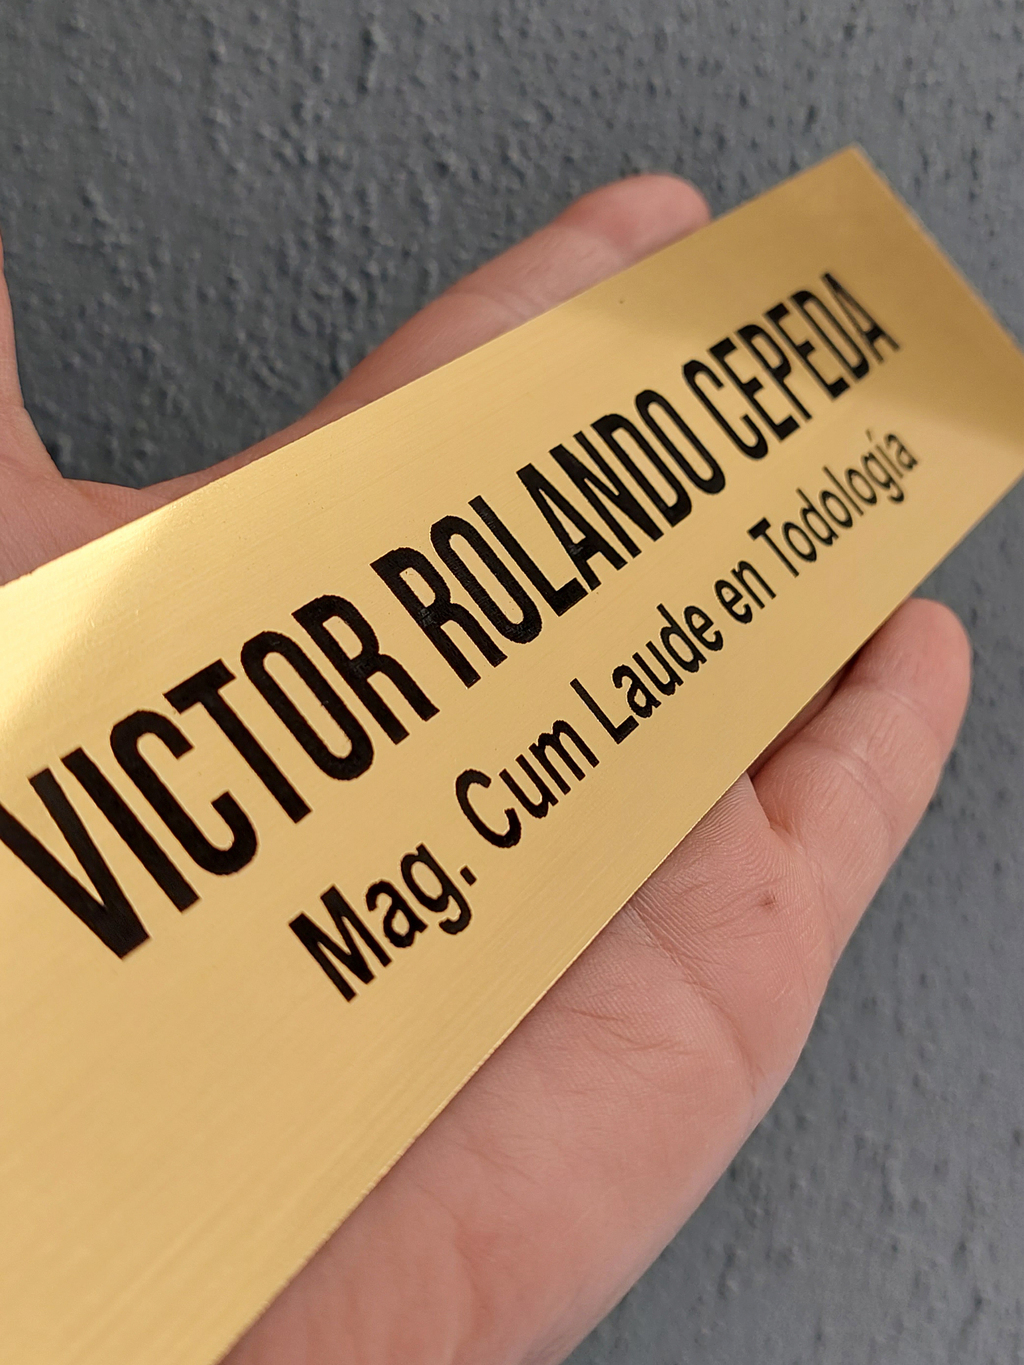 VICTOR ROLANDO CEPEDA
Mag. Cum Laude en Todología